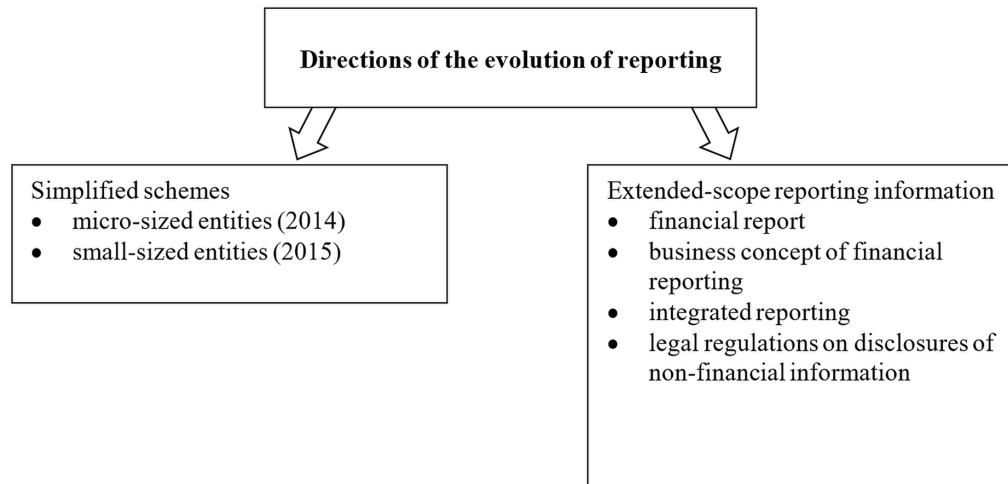 Directions of the evolution of reporting
Simplified schemes
• micro-sized entities (2014)
• small-sized entities (2015)
Extended-scope reporting information
• financial report
• business concept of financial
reporting
• integrated reporting
• legal regulations on disclosures of
non-financial information